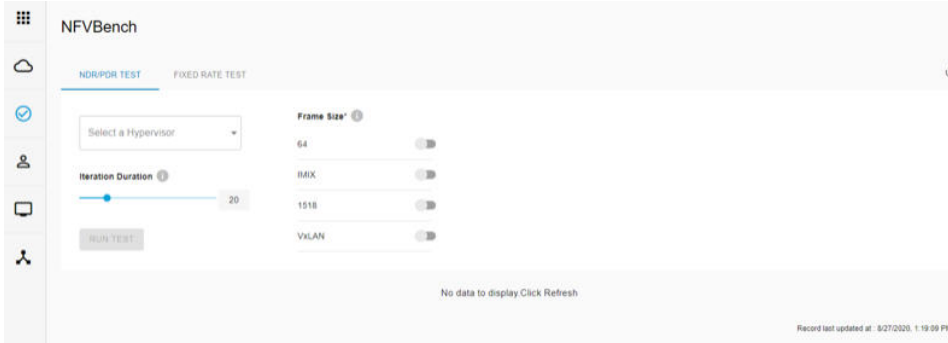 NFVBench
NDR/PDR TEST
FIXED RATE TEST
Select a Hypervisor
Iteration Duration
20
RUN TEST
Frame Size*
64
IMIX
1518
VxLAN
No data to display.Click Refresh
Record last updated at : 8/27/2020, 1:19:09 PM